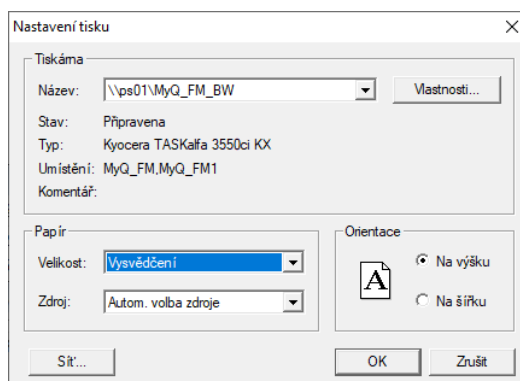 Nastavení tisku
Tiskárna
Název: \\ps01\MyQ_FM_BW Vlastnosti...
Stav: Připravena
Typ: Kyocera TASKalfa 3550ci KX
Umístění: MyQ_FM,MyQ_FM1
Komentář:
Papír
Velikost: Vysvědčení
Zdroj: Autom. volba zdroje
Orientace
A
Na výšku
Na šířku
Síť... OK Zrušit